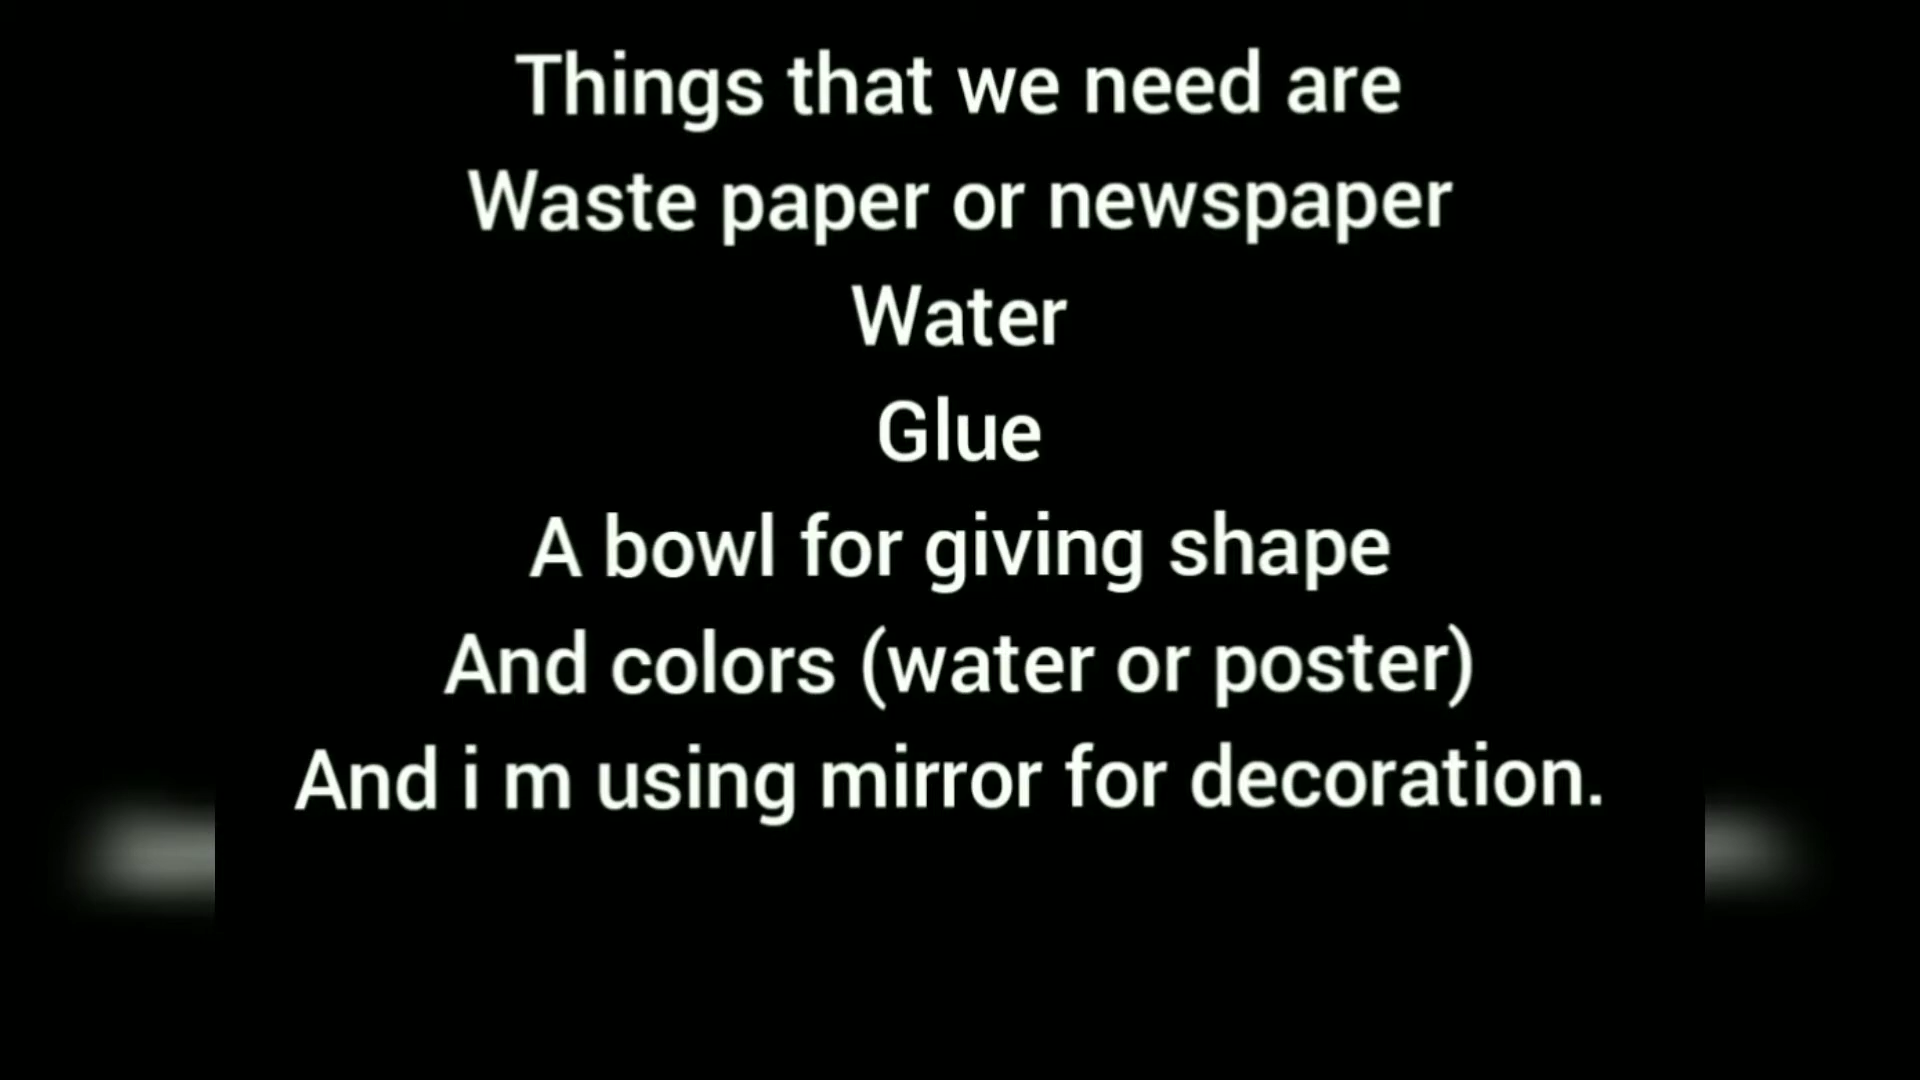 Things that we need are
Waste paper or newspaper
Water
Glue
A bowl for giving shape
And colors (water or poster)
And i m using mirror for decoration.